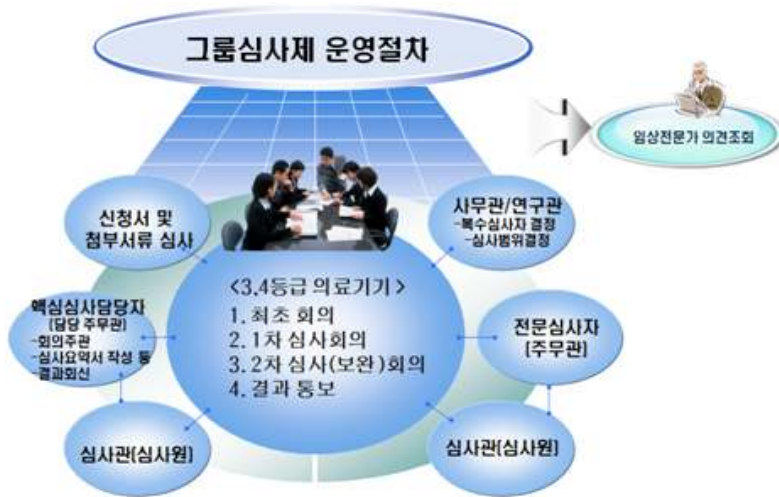 그룹심사제 운영절차
임상전문가 의견조회
신청서 및
첨부서류 심사
사무관/연구관
-복수심사자 결정
-심사범위결정
<3.4등급 의료기기 >
1. 최초 회의
2. 1차 심사회의
3. 2차 심사(보완)회의
4. 결과 통보
핵심심사담당자
(담당 주무관)
-회의주관
-심사요약서 작성 등
-결과회신
전문심사자
(주무관)
심사관(심사원)
심사관(심사원)